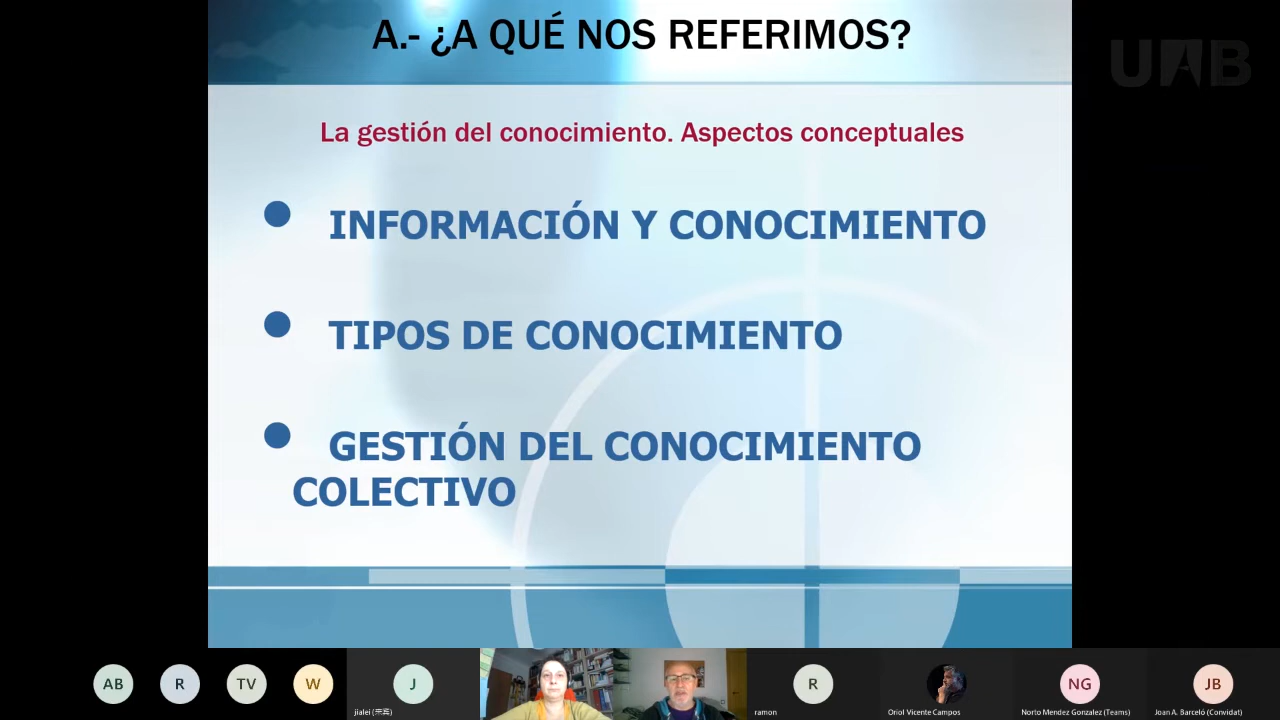 A.- ¿A QUÉ NOS REFERIMOS?
UAB
La gestión del conocimiento. Aspectos conceptuales
INFORMACIÓN Y CONOCIMIENTO
TIPOS DE CONOCIMIENTO
GESTIÓN DEL CONOCIMIENTO
COLECTIVO
AB
R
TV
W
J
R
NG
JB
jialei
ramon
Oriol Vicente Campos
Norto Mendez Gonzalez (Teams)
Joan A. Barceló (Convidat)